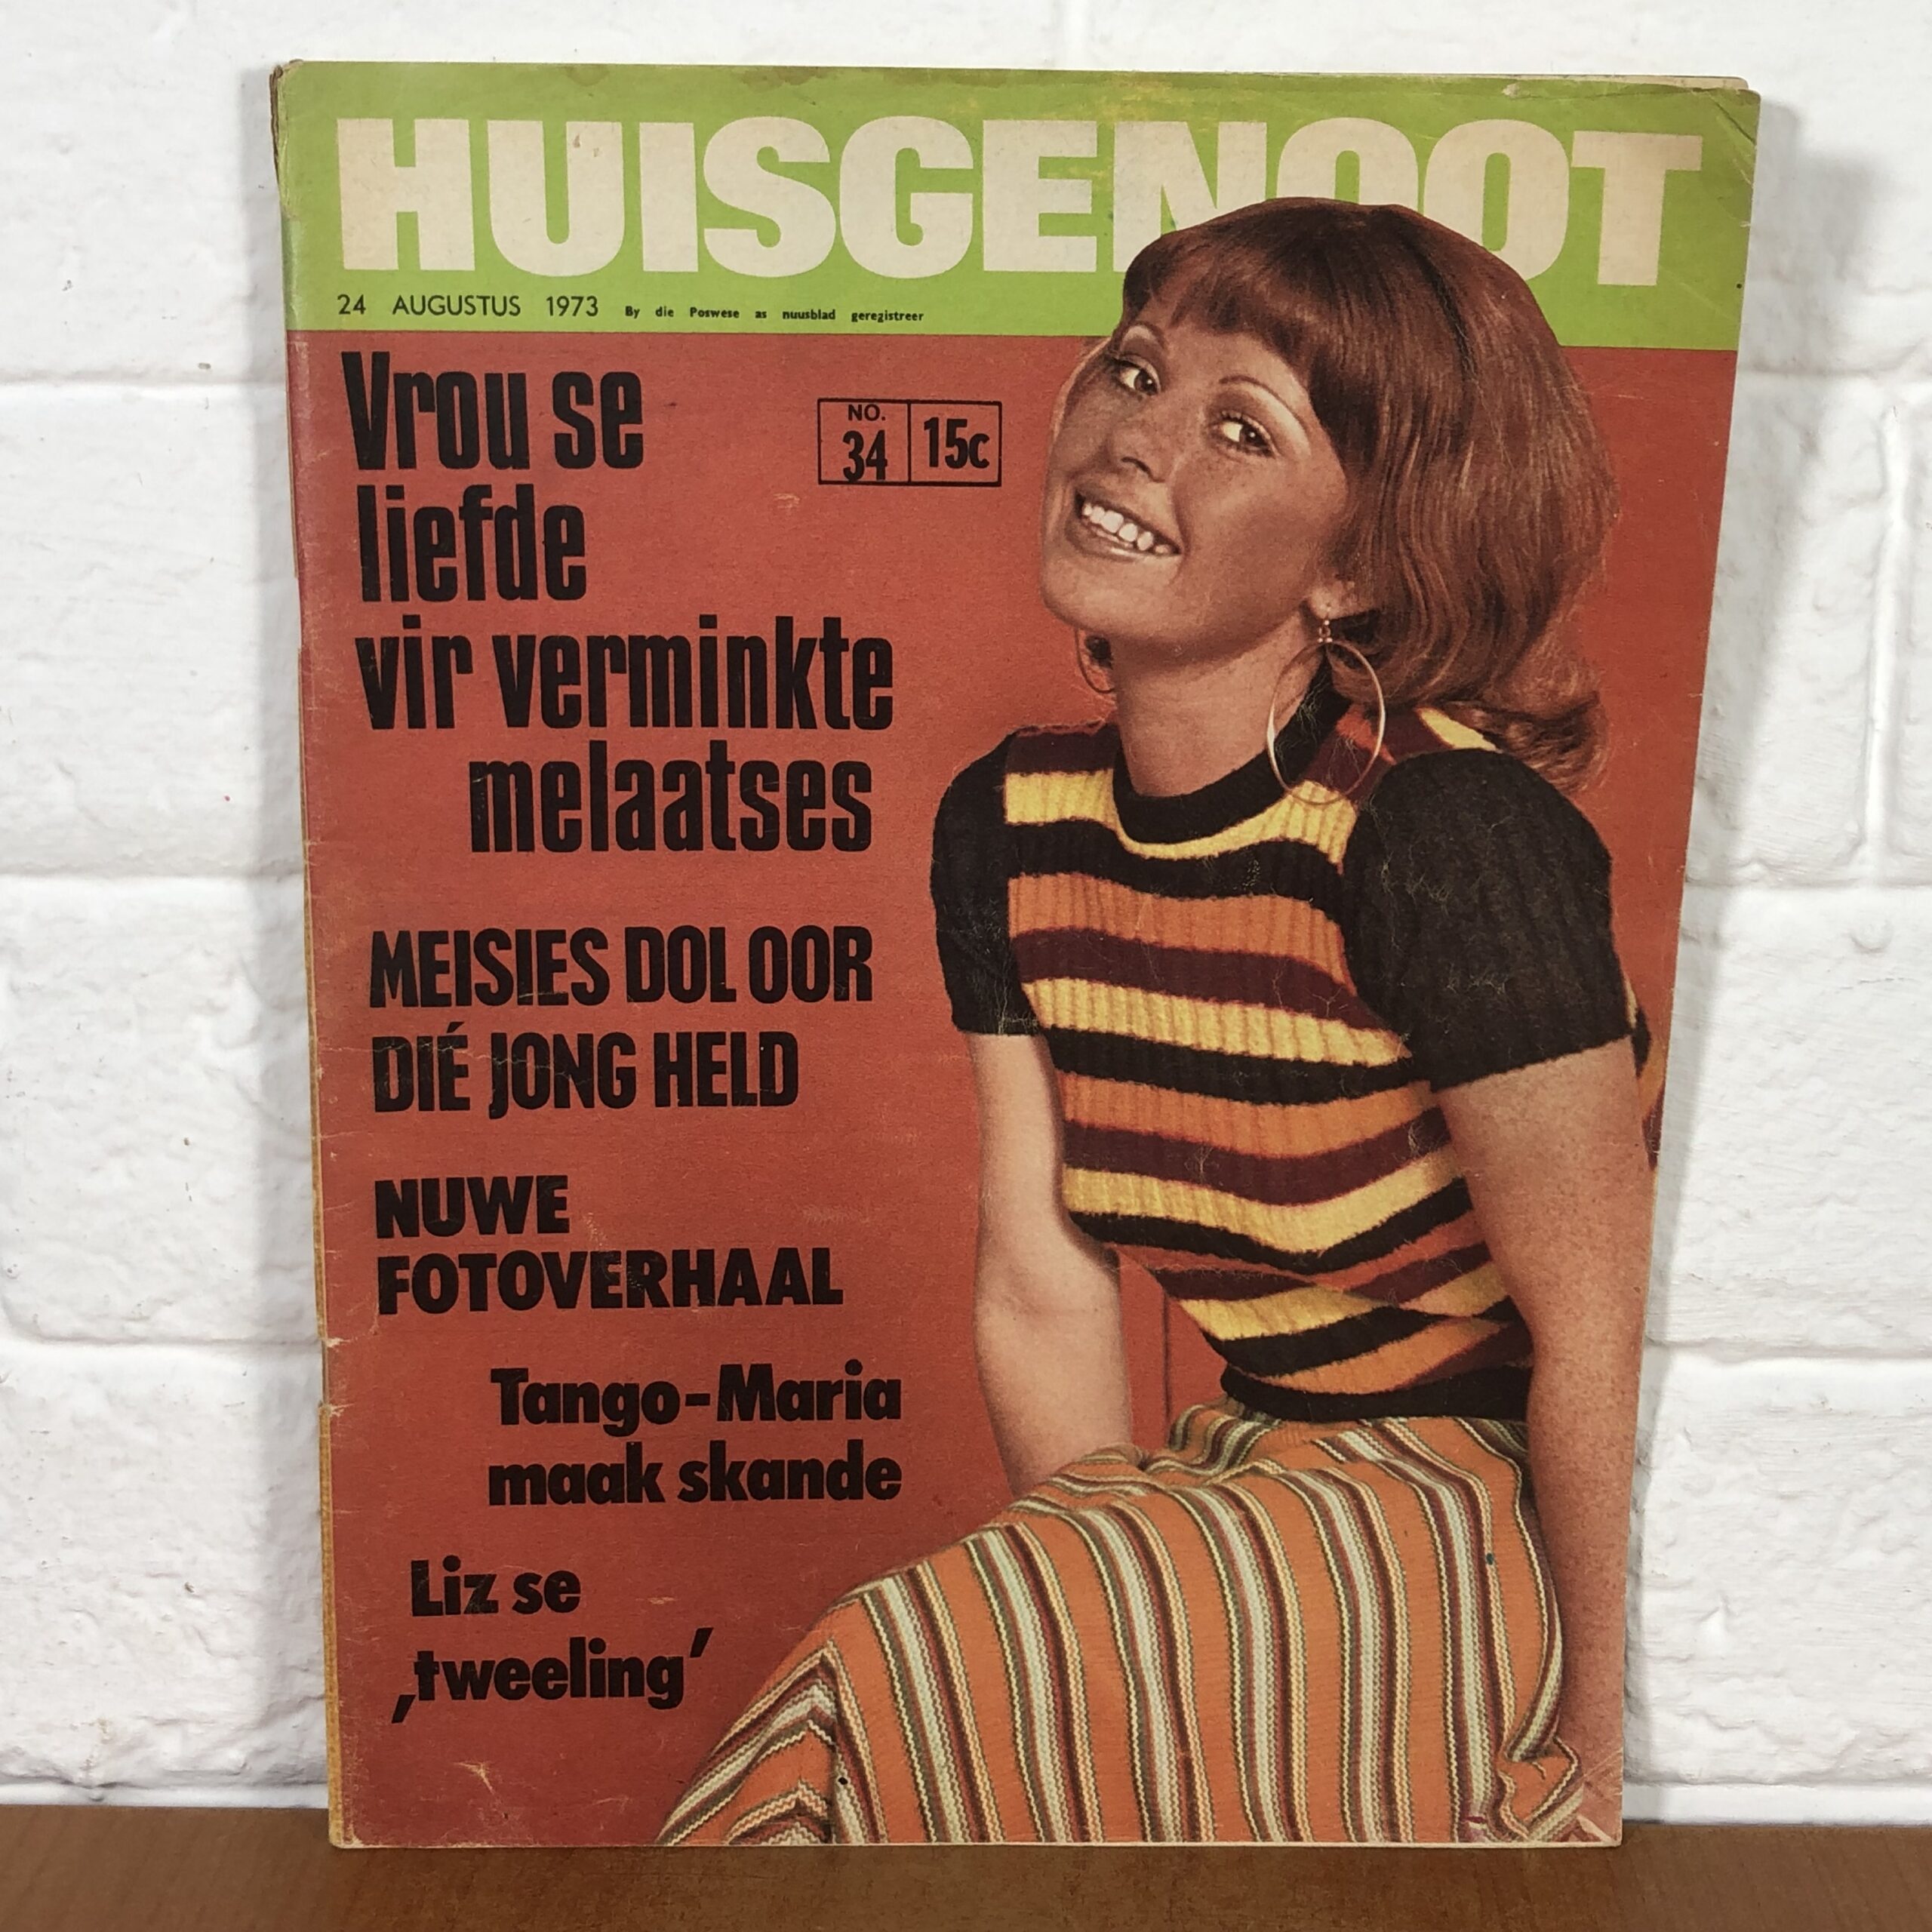 HUISGENOOT
24 AUGUSTUS 1973 By die Poswese as nuusblad geregistreer
Vrou se
liefde
vir verminkte
melaatses
NO.
34
15c
MEISIES DOL OOR
DIÉ JONG HELD
NUWE
FOTOVERHAAL
Tango-Maria
maak skande
Liz se
‚tweeling’